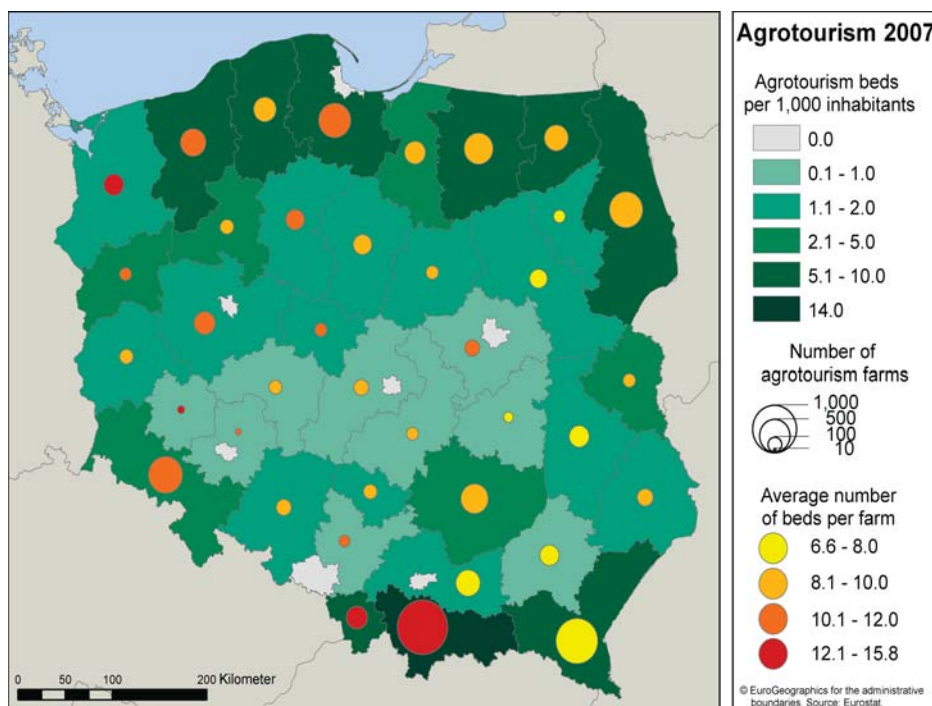 Agrotourism 2007
Agrotourism beds
per 1,000 inhabitants
0.0
0.1 - 1.0
1.1 - 2.0
2.1 - 5.0
5.1 - 10.0
14.0
Number of
agrotourism farms
1,000
500
100
10
Average number
of beds per farm
6.6 - 8.0
8.1 - 10.0
10.1 - 12.0
12.1 - 15.8
© EuroGeographics for the administrative
boundaries. Source: Eurostat.
0 50 100 200 Kilometer